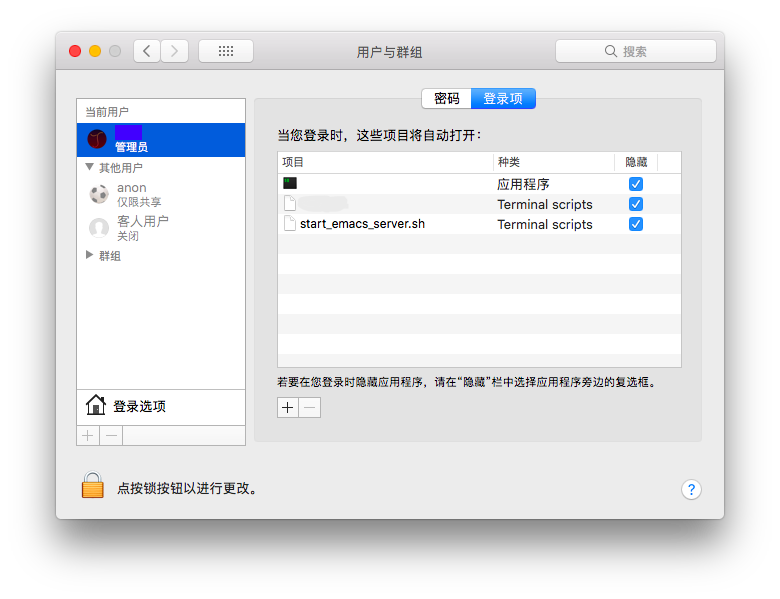 用户与群组
搜索
密码
登录项
当前用户
管理员
其他用户
anon
仅限共享
客人用户
关闭
群组
登录选项
当您登录时，这些项目将自动打开：
项目 种类 隐藏
应用程序
Terminal scripts
start_emacs_server.sh Terminal scripts
若要在您登录时隐藏应用程序，请在“隐藏”栏中选择应用程序旁边的复选框。
点按锁按钮以进行更改。
?